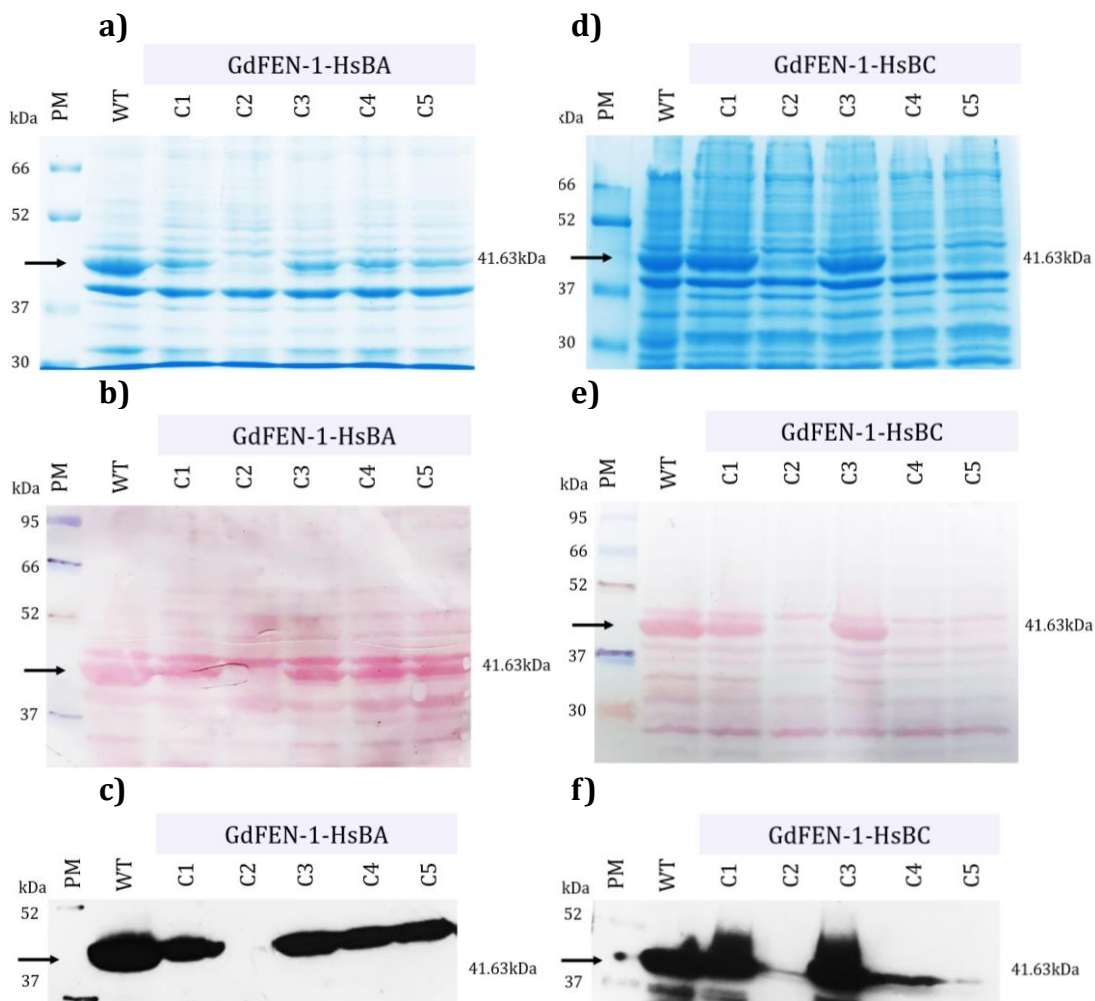 a)
GdFEN-1-HsBA
kDa PM WT C1 C2 C3 C4 C5
66
52
41.63kDa
37
30
d)
GdFEN-1-HsBC
kDa PM WT C1 C2 C3 C4 C5
66
52
41.63kDa
37
30
b)
GdFEN-1-HsBA
kDa PM WT C1 C2 C3 C4 C5
95
66
52
41.63kDa
37
e)
GdFEN-1-HsBC
kDa PM WT C1 C2 C3 C4 C5
95
66
52
41.63kDa
37
30
c)
GdFEN-1-HsBA
kDa PM WT C1 C2 C3 C4 C5
52
41.63kDa
37
f)
GdFEN-1-HsBC
kDa PM WT C1 C2 C3 C4 C5
52
41.63kDa
37